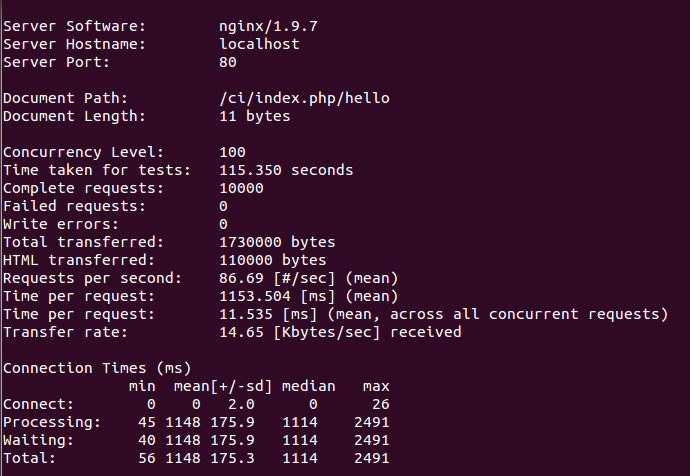 Server Software: nginx/1.9.7
Server Hostname: localhost
Server Port: 80
Document Path: /ci/index.php/hello
Document Length: 11 bytes
Concurrency Level: 100
Time taken for tests: 115.350 seconds
Complete requests: 10000
Failed requests: 0
Write errors: 0
Total transferred: 1730000 bytes
HTML transferred: 110000 bytes
Requests per second: 86.69 [#/sec] (mean)
Time per request: 1153.504 [ms] (mean)
Time per request: 11.535 [ms] (mean, across all concurrent requests)
Transfer rate: 14.65 [Kbytes/sec] received
Connection Times (ms)
min mean[+/-sd] median max
Connect: 0 0 2.0 0 26
Processing: 45 1148 175.9 1114 2491
Waiting: 40 1148 175.9 1114 2491
Total: 56 1148 175.3 1114 2491